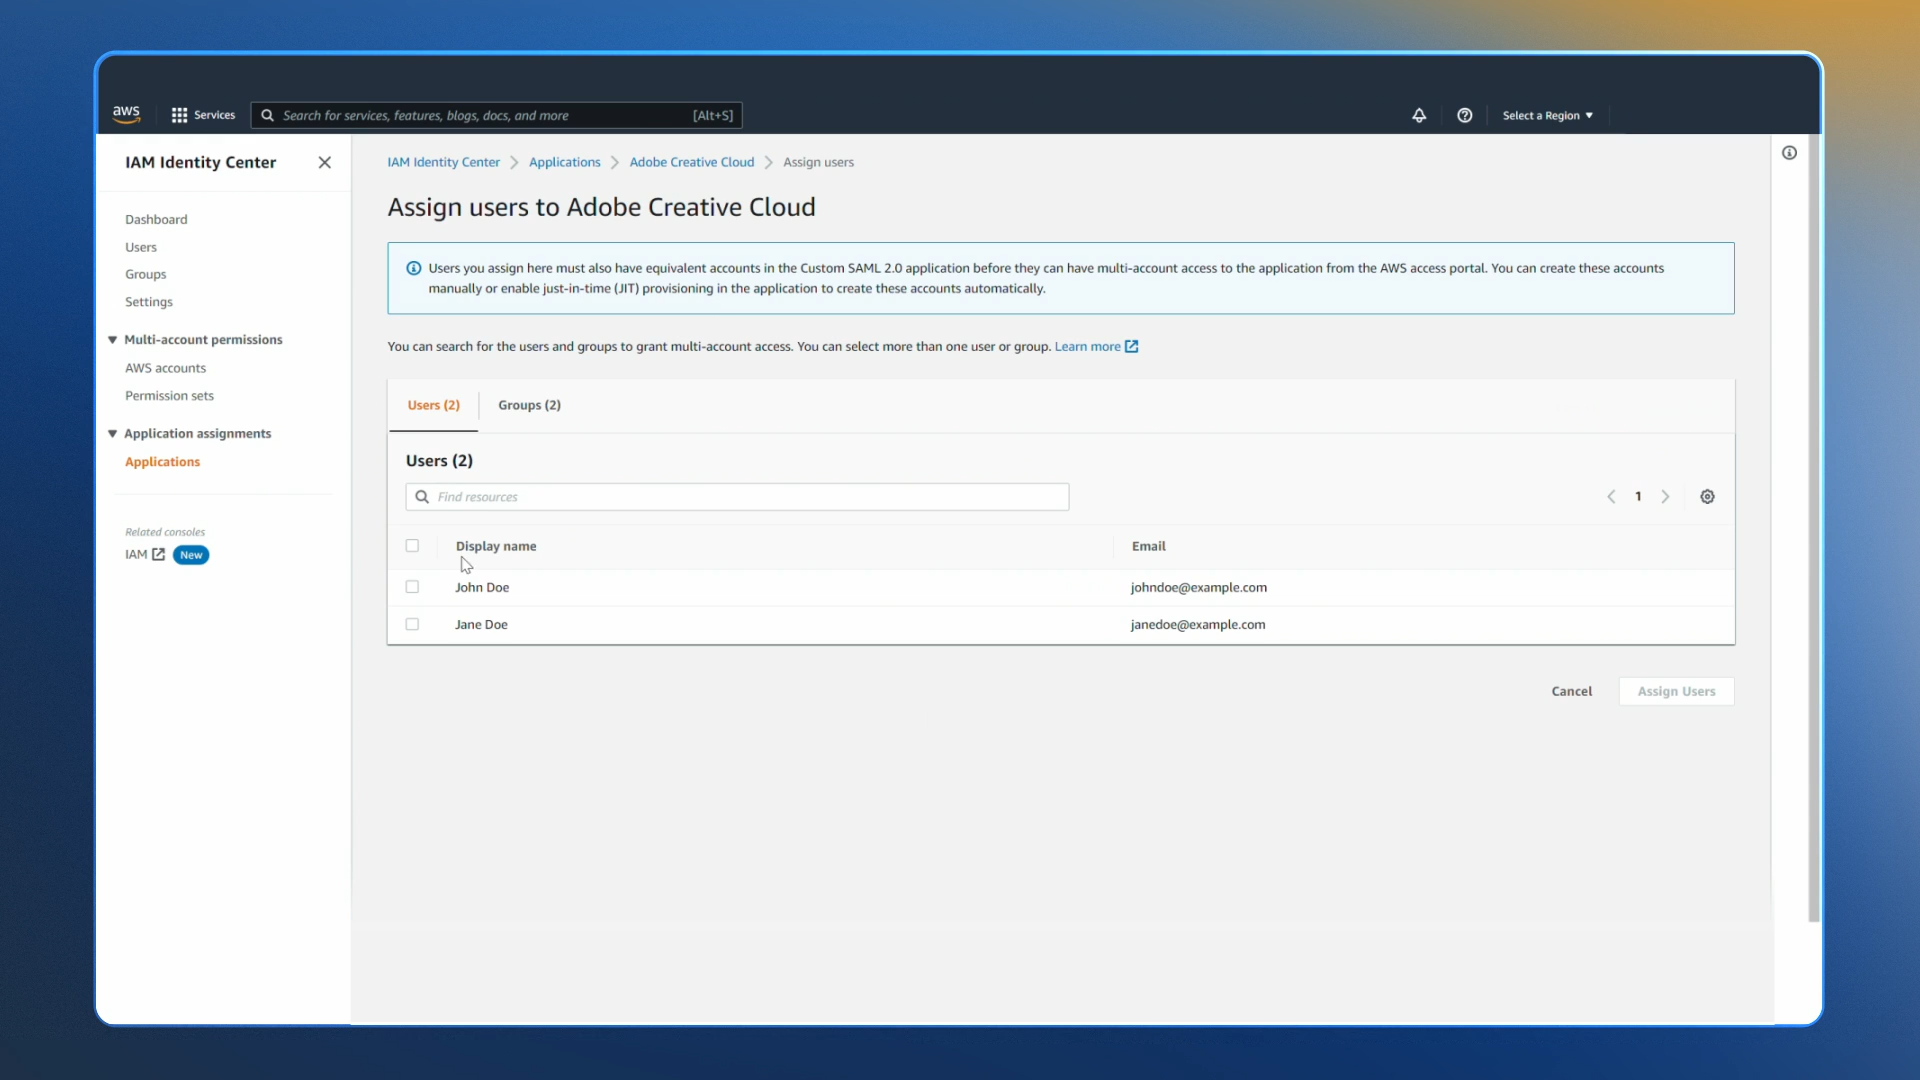 aws
Services
Search for services, features, blogs, docs, and more
[Alt+S]
Select a Region
IAM Identity Center
Dashboard
Users
Groups
Settings
Multi-account permissions
AWS accounts
Permission sets
Application assignments
Applications
Related consoles
IAM
New
IAM Identity Center
Applications
Adobe Creative Cloud
Assign users
Assign users to Adobe Creative Cloud
Users you assign here must also have equivalent accounts in the Custom SAML 2.0 application before they can have multi-account access to the application from the AWS access portal. You can create these accounts
manually or enable just-in-time (JIT) provisioning in the application to create these accounts automatically.
You can search for the users and groups to grant multi-account access. You can select more than one user or group. Learn more
Users (2)
Groups (2)
Users (2)
Find resources
1
Display name
Email
John Doe
johndoe@example.com
Jane Doe
janedoe@example.com
Cancel
Assign Users